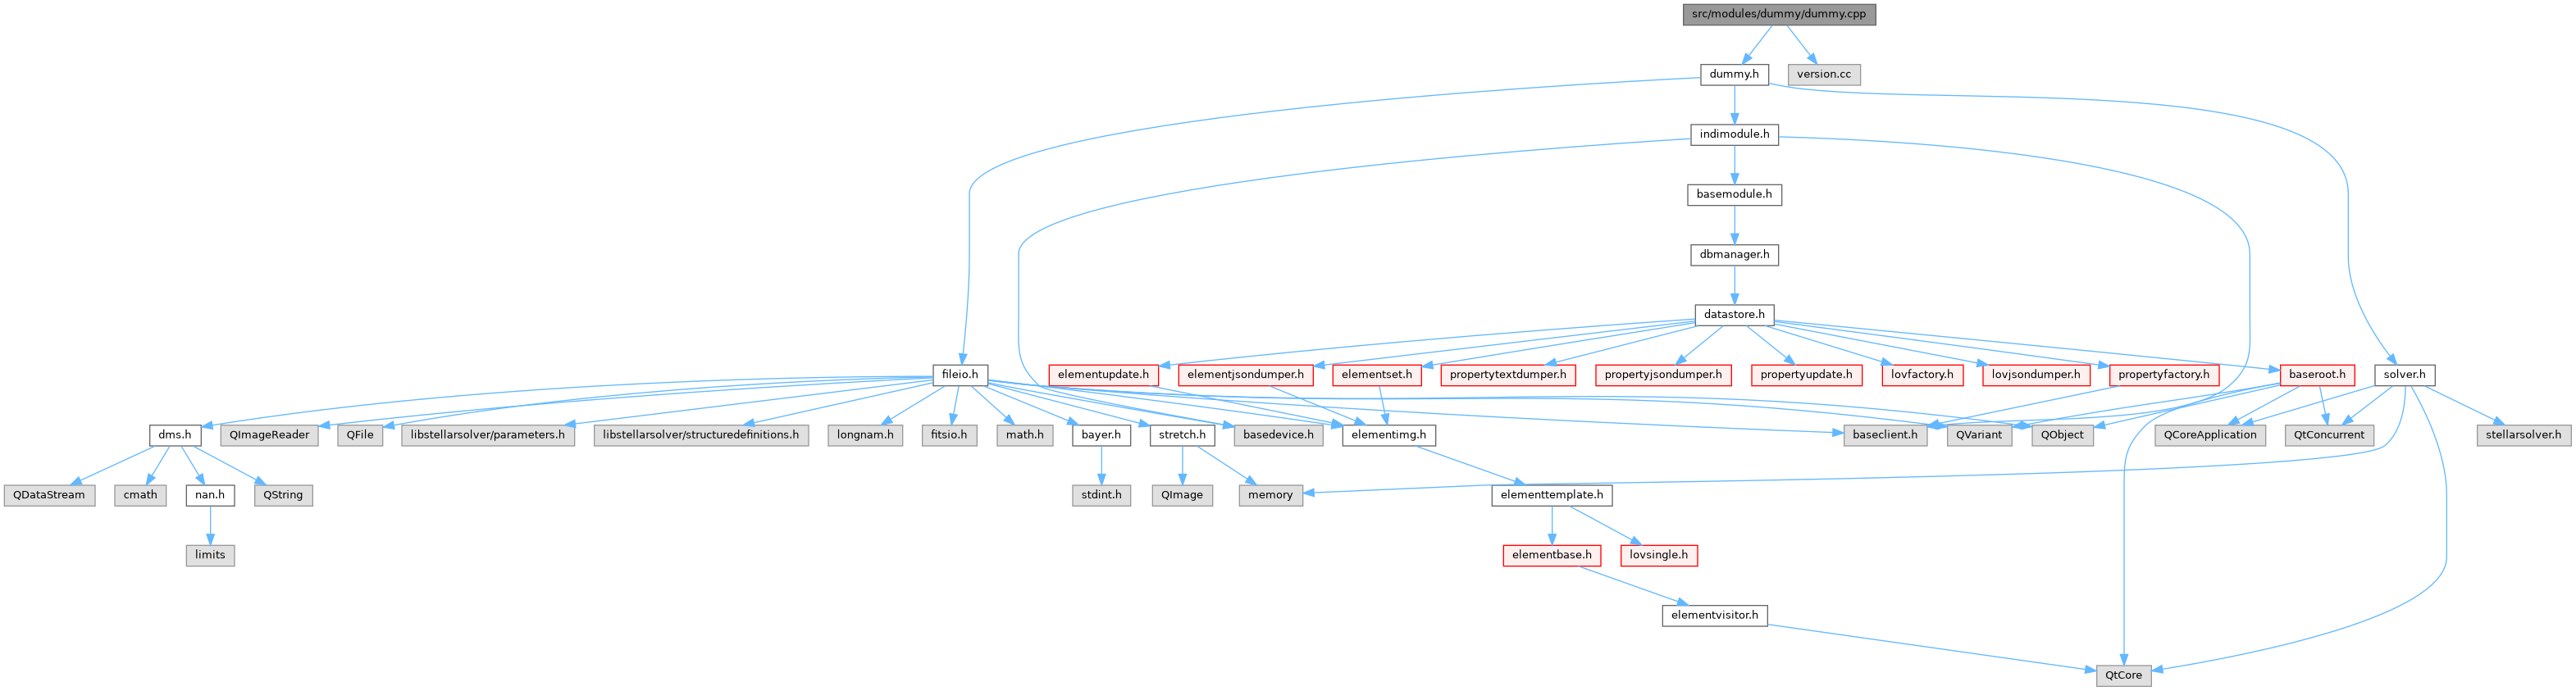 src/modules/dummy/dummy.cpp
dummy.h
version.cc
indimodule.h
basemodule.h
dbmanager.h
datastore.h
fileio.h
elementupdate.h
elementjsondumper.h
elementset.h
propertytextdumper.h
propertyjsondumper.h
propertyupdate.h
lovfactory.h
lovjsondumper.h
propertyfactory.h
baseroot.h
solver.h
dms.h
QImageReader
QFile
libstellarsolver/parameters.h
libstellarsolver/structuredefinitions.h
longnam.h
fitsio.h
math.h
bayer.h
stretch.h
basedevice.h
elementimg.h
baseclient.h
QVariant
QObject
QCoreApplication
QtConcurrent
stellarsolver.h
QDataStream
cmath
nan.h
QString
stdint.h
QImage
memory
elementtemplate.h
limits
elementbase.h
lovsingle.h
elementvisitor.h
QtCore